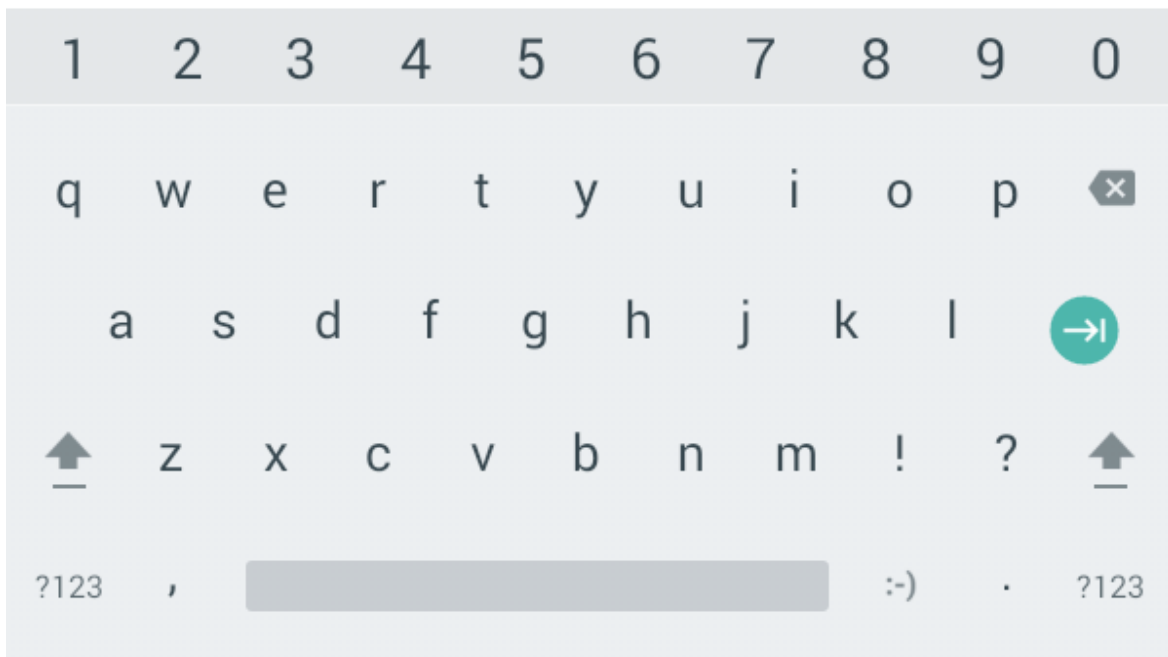 1 2 3 4 5 6 7 8 9 0
q w e r t y u i o p
a s d f g h j k l
z x c v b n m ! ?
?123 , :-) . ?123